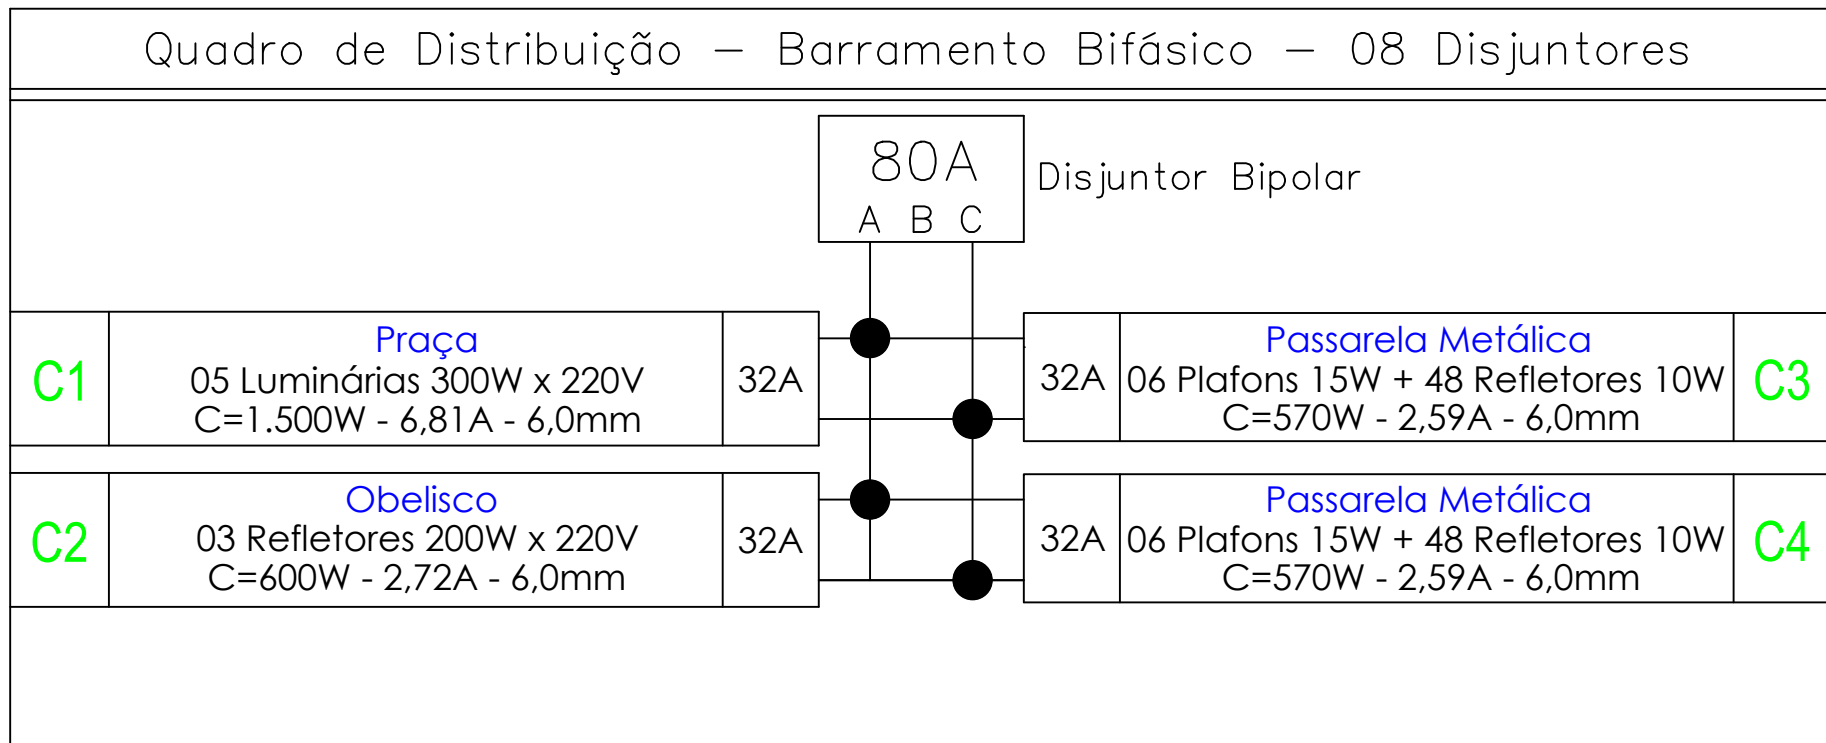 Quadro de Distribuição – Barramento Bifásico – 08 Disjuntores
80A
A B C
Disjuntor Bipolar
C1
Praça
05 Luminárias 300W x 220V
C=1.500W - 6,81A - 6,0mm
32A
32A
Passarela Metálica
06 Plafons 15W + 48 Refletores 10W
C=570W - 2,59A - 6,0mm
C3
C2
Obelisco
03 Refletores 200W x 220V
C=600W - 2,72A - 6,0mm
32A
32A
Passarela Metálica
06 Plafons 15W + 48 Refletores 10W
C=570W - 2,59A - 6,0mm
C4